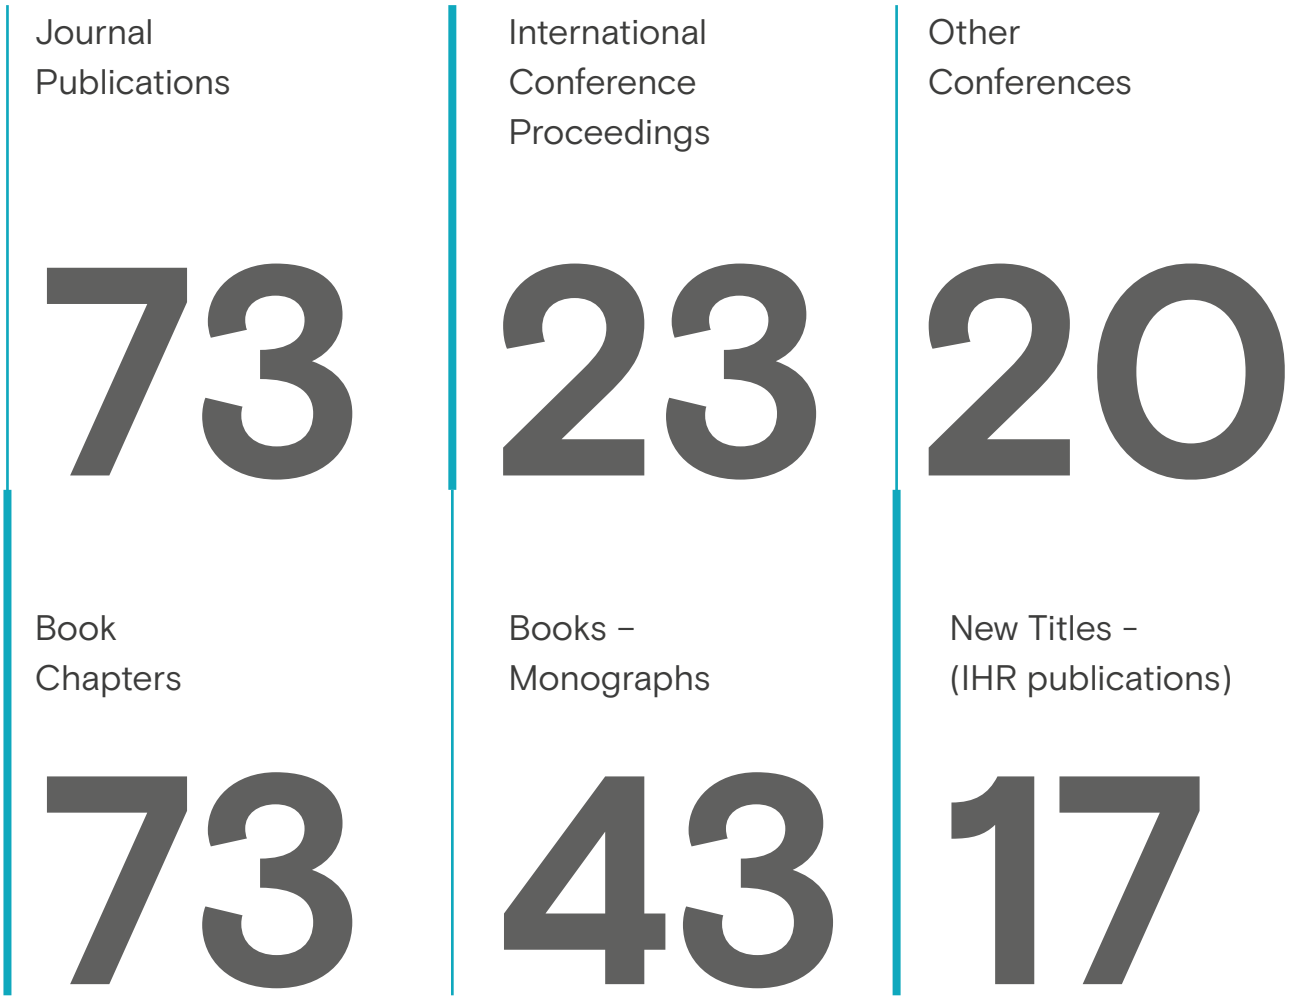 Journal
Publications
73
International
Conference
Proceedings
23
Other
Conferences
20
Book
Chapters
73
Books –
Monographs
43
New Titles –
(IHR publications)
17